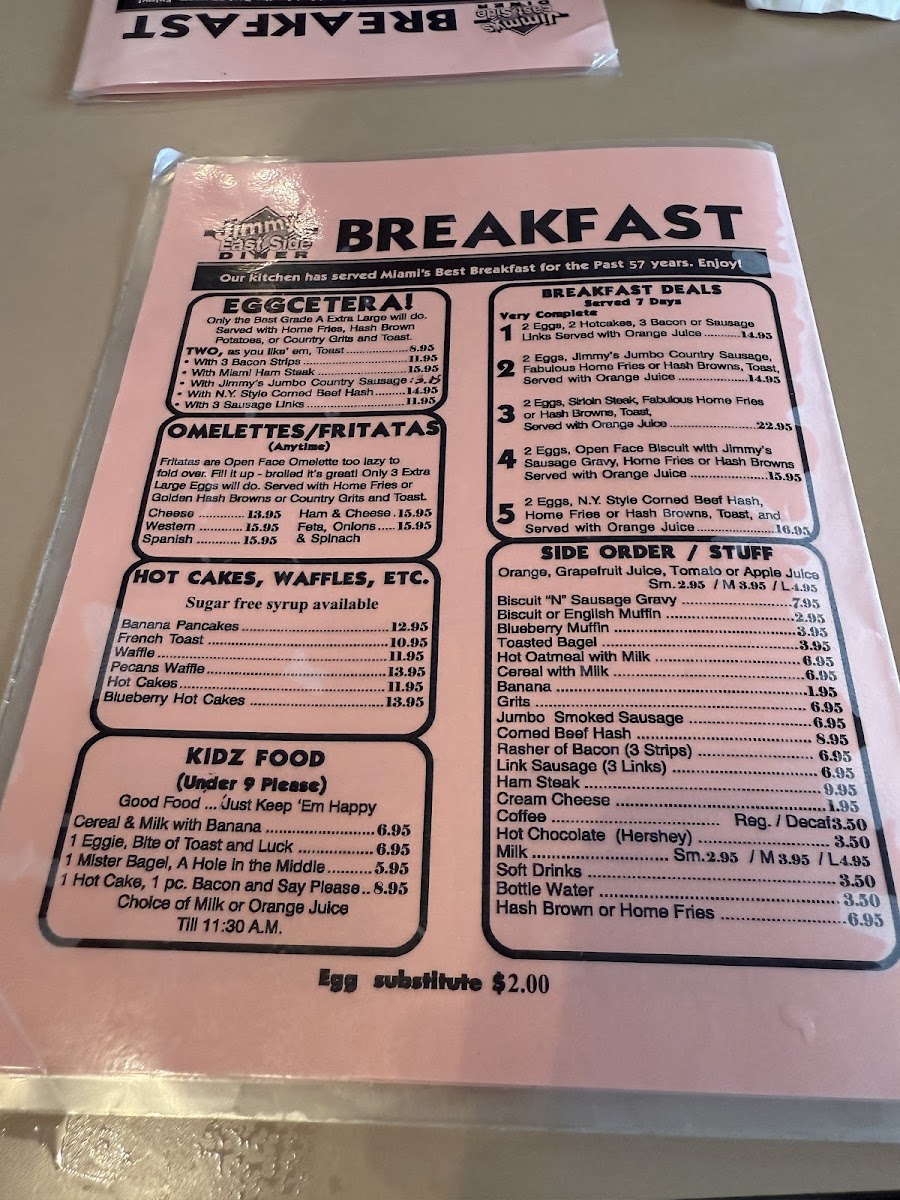 BREAKFAST
Jimmy's
East Side
DINER
Jimmy's
East Side
DINER
BREAKFAST
Our kitchen has served Miami's Best Breakfast for the Past 57 years. Enjoy!
EGGCETERA!
Only the Best Grade A Extra Large will do.
Served with Home Fries, Hash Brown
Potatoes, or Country Grits and Toast.
TWO, as you like' em, Toast ............... 8.95
• With 3 Bacon Strips ............... 11.95
• With Miami Ham Steak ............... 15.95
• With Jimmy's Jumbo Country Sausage
• With N.Y. Style Corned Beef Hash ........ 14.95
• With 3 Sausage Links ............... 11.95
OMELETTES/FRITATAS
(Anytime)
Fritatas are Open Face Omelette too lazy to
fold over. Fill it up - broiled it's great! Only 3 Extra
Large Eggs will do. Served with Home Fries or
Golden Hash Browns or Country Grits and Toast.
Cheese ............ 13.95 Ham & Cheese . 15.95
Western ........... 15.95 Feta, Onions .... 15.95
Spanish ............ 15.95 & Spinach
HOT CAKES, WAFFLES, ETC.
Sugar free syrup available
Banana Pancakes ............... 12.95
French Toast ............... 10.95
Waffle ............... 11.95
Pecans Waffle ............... 13.95
Hot Cakes ............... 11.95
Blueberry Hot Cakes ............... 13.95
KIDZ FOOD
(Under 9 Please)
Good Food ... Just Keep 'Em Happy
Cereal & Milk with Banana ............... 6.95
1 Eggie, Bite of Toast and Luck ............... 6.95
1 Mister Bagel, A Hole in the Middle ........... 5.95
1 Hot Cake, 1 pc. Bacon and Say Please .. 8.95
Choice of Milk or Orange Juice
Till 11:30 A.M.
BREAKFAST DEALS
Served 7 Days
Very Complete
1 2 Eggs, 2 Hotcakes, 3 Bacon or Sausage
Links Served with Orange Juice ........ 14.95
2 2 Eggs, Jimmy's Jumbo Country Sausage,
Fabulous Home Fries or Hash Browns, Toast,
Served with Orange Juice ............... 14.95
3 2 Eggs, Sirloin Steak, Fabulous Home Fries
or Hash Browns, Toast,
Served with Orange Juice ............... 22.95
4 2 Eggs, Open Face Biscuit with Jimmy's
Sausage Gravy, Home Fries or Hash Browns
Served with Orange Juice ............... 15.95
5 2 Eggs, N.Y. Style Corned Beef Hash,
Home Fries or Hash Browns, Toast, and
Served with Orange Juice ............... 16.95
SIDE ORDER / STUFF
Orange, Grapefruit Juice, Tomato or Apple Juice
Sm. 2.95 / M 3.95 / L 4.95
Biscuit "N" Sausage Gravy ............... 7.95
Biscuit or English Muffin ............... 2.95
Blueberry Muffin ............... 3.95
Toasted Bagel ............... 3.95
Hot Oatmeal with Milk ............... 6.95
Cereal with Milk ............... 6.95
Banana ............... 1.95
Grits ............... 6.95
Jumbo Smoked Sausage ............... 6.95
Corned Beef Hash ............... 8.95
Rasher of Bacon (3 Strips) ............... 6.95
Link Sausage (3 Links) ............... 6.95
Ham Steak ............... 9.95
Cream Cheese ............... 1.95
Coffee ............... Reg. / Decaf 3.50
Hot Chocolate (Hershey) ............... 3.50
Milk ............... Sm. 2.95 / M 3.95 / L 4.95
Soft Drinks ............... 3.50
Bottle Water ............... 3.50
Hash Brown or Home Fries ............... 6.95
Egg substitute $2.00